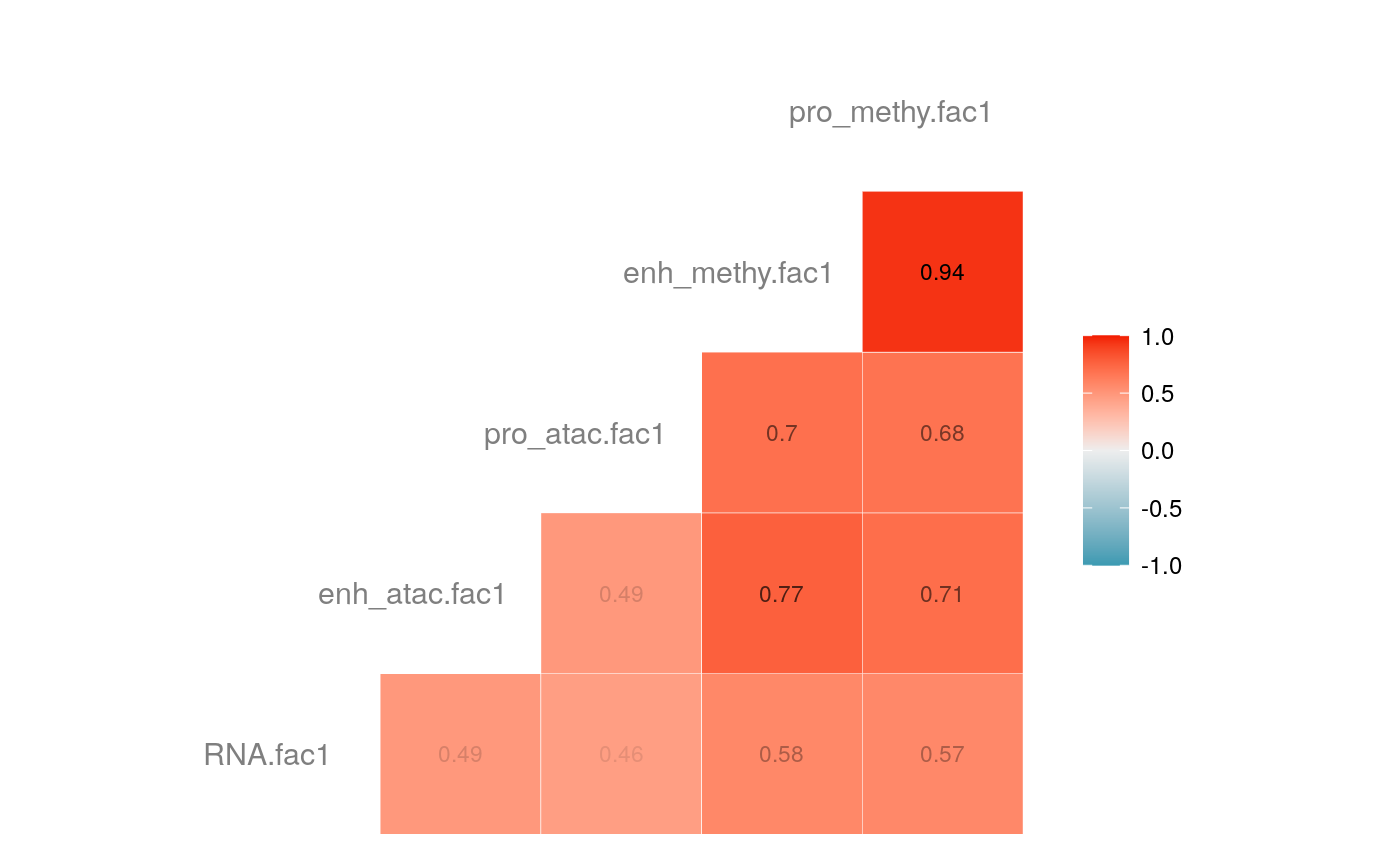 pro_methy.fac1
enh_methy.fac1 0.94
pro_atac.fac1 0.7 0.68
enh_atac.fac1 0.49 0.77 0.71
RNA.fac1 0.49 0.46 0.58 0.57
1.0
0.5
0.0
-0.5
-1.0